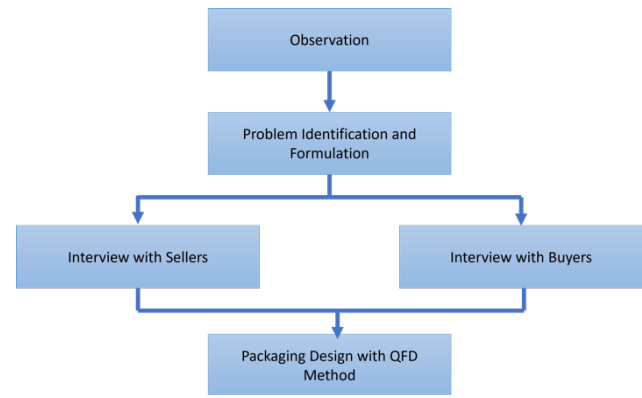 Observation
Problem Identification and
Formulation
Interview with Sellers
Interview with Buyers
Packaging Design with QFD
Method